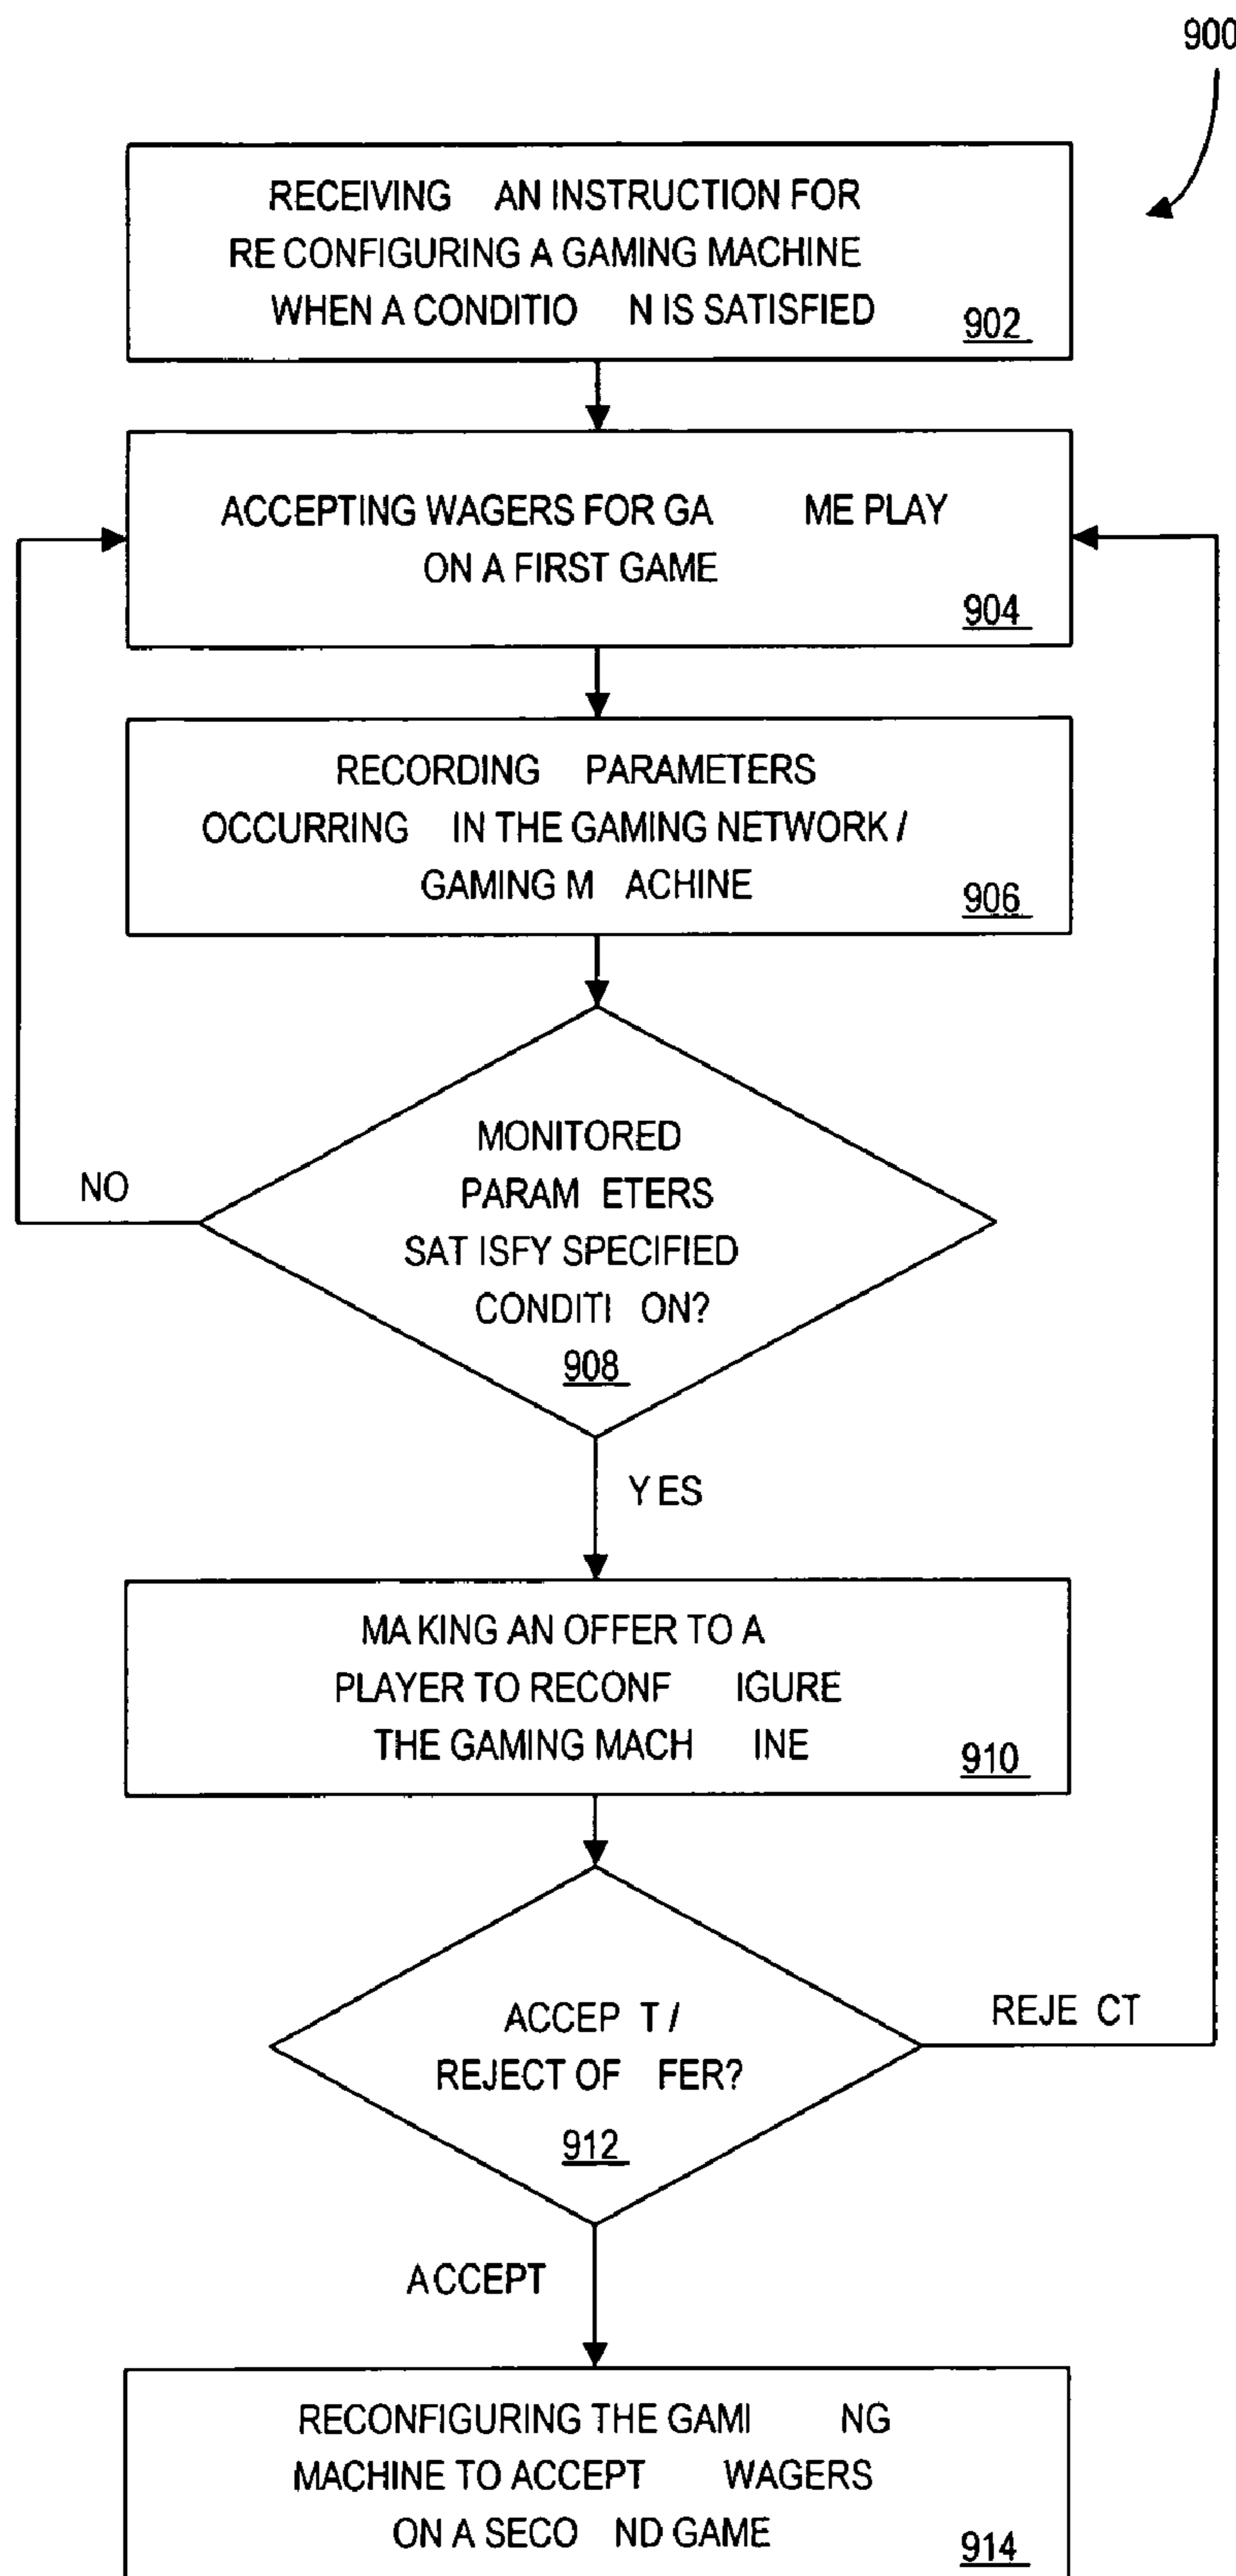 900
RECEIVING AN INSTRUCTION FOR
RE CONFIGURING A GAMING MACHINE
WHEN A CONDITIO N IS SATISFIED
902
ACCEPTING WAGERS FOR GA ME PLAY
ON A FIRST GAME
904
RECORDING PARAMETERS
OCCURRING IN THE GAMING NETWORK /
GAMING M ACHINE
906
MONITORED
PARAM ETERS
SAT ISFY SPECIFIED
CONDITI ON?
908
NO
YES
MA KING AN OFFER TO A
PLAYER TO RECONF IGURE
THE GAMING MACH INE
910
ACCEP T /
REJECT OF FER?
912
REJE CT
ACCEPT
RECONFIGURING THE GAMI NG
MACHINE TO ACCEPT WAGERS
ON A SECO ND GAME
914